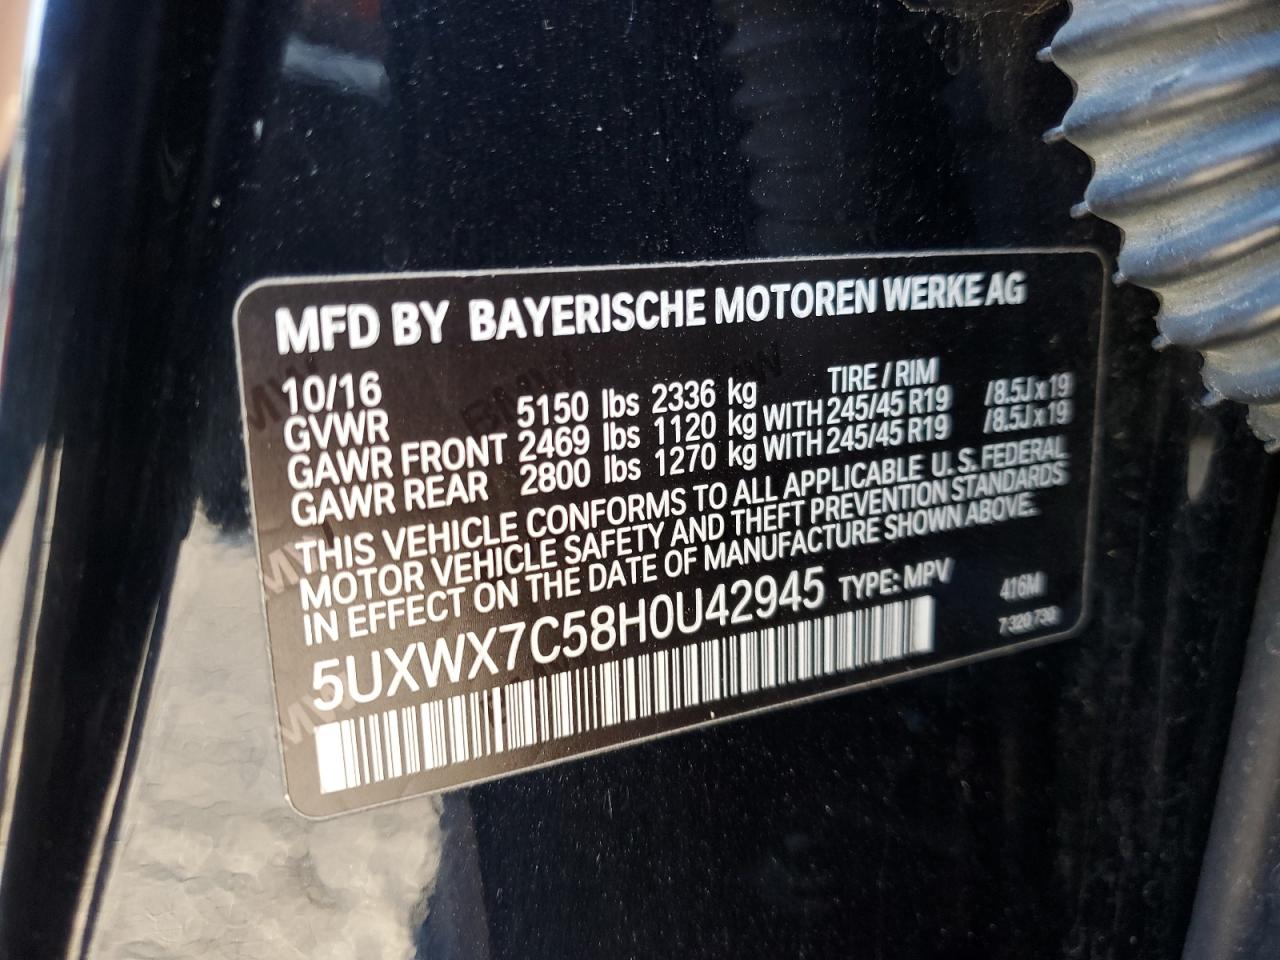 MFD BY BAYERISCHE MOTOREN WERKE AG
10/16 TIRE / RIM
GVWR 5150 lbs 2336 kg
GAWR FRONT 2469 lbs 1120 kg WITH 245/45 R19 /8.5J x 19
GAWR REAR 2800 lbs 1270 kg WITH 245/45 R19 /8.5J x 19
THIS VEHICLE CONFORMS TO ALL APPLICABLE U.S. FEDERAL
MOTOR VEHICLE SAFETY AND THEFT PREVENTION STANDARDS
IN EFFECT ON THE DATE OF MANUFACTURE SHOWN ABOVE.
5UXWX7C58H0U42945 TYPE: MPV 416M
7 320 738